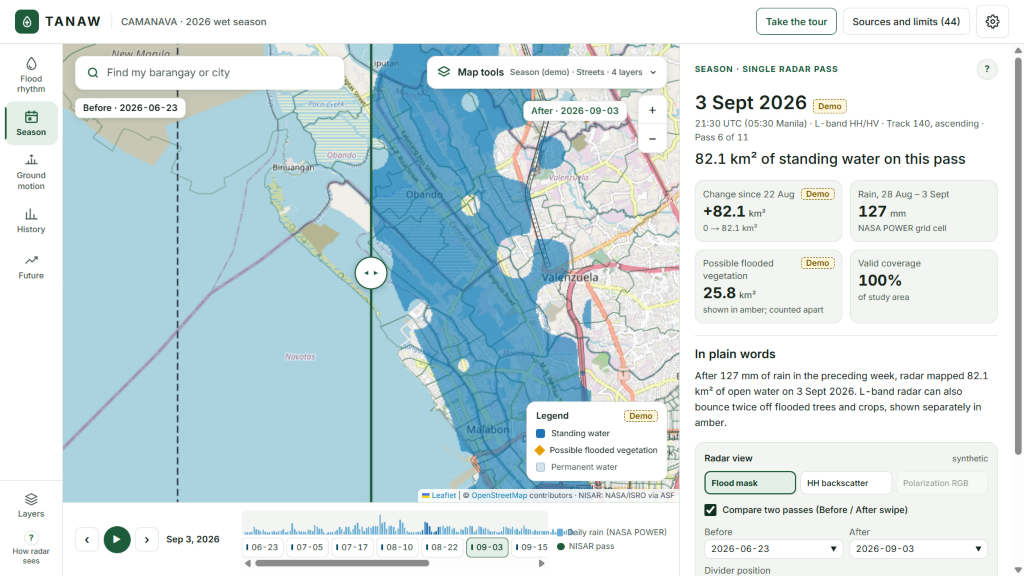 TANAW
CAMANAVA · 2026 wet season
Take the tour
Sources and limits (44)
Flood rhythm
Season
Ground motion
History
Future
Layers
?
How radar sees
Find my barangay or city
Before · 2026-06-23
Map tools Season (demo) · Streets · 4 layers
After · 2026-09-03
+
−
New Manila
liputan
Paco Creek
Obando
Binuangan
Obando
Valenzuela
Valenzuela
Navotas
Malabon
Legend
Demo
Standing water
Possible flooded vegetation
Permanent water
Leaflet | © OpenStreetMap contributors · NISAR: NASA/ISRO via ASF
Sep 3, 2026
06-23
07-05
07-17
08-10
08-22
09-03
09-15
Daily rain (NASA POWER)
NISAR pass
SEASON · SINGLE RADAR PASS
?
3 Sept 2026 Demo
21:30 UTC (05:30 Manila) · L-band HH/HV · Track 140, ascending ·
Pass 6 of 11
82.1 km² of standing water on this pass
Change since 22 Aug Demo
+82.1 km²
0 → 82.1 km²
Rain, 28 Aug – 3 Sept
127 mm
NASA POWER grid cell
Possible flooded vegetation Demo
25.8 km²
shown in amber; counted apart
Valid coverage
100%
of study area
In plain words
After 127 mm of rain in the preceding week, radar mapped 82.1
km² of open water on 3 Sept 2026. L-band radar can also
bounce twice off flooded trees and crops, shown separately in
amber.
Radar view
synthetic
Flood mask
HH backscatter
Polarization RGB
Compare two passes (Before / After swipe)
Before
After
2026-06-23
2026-09-03
Divider position